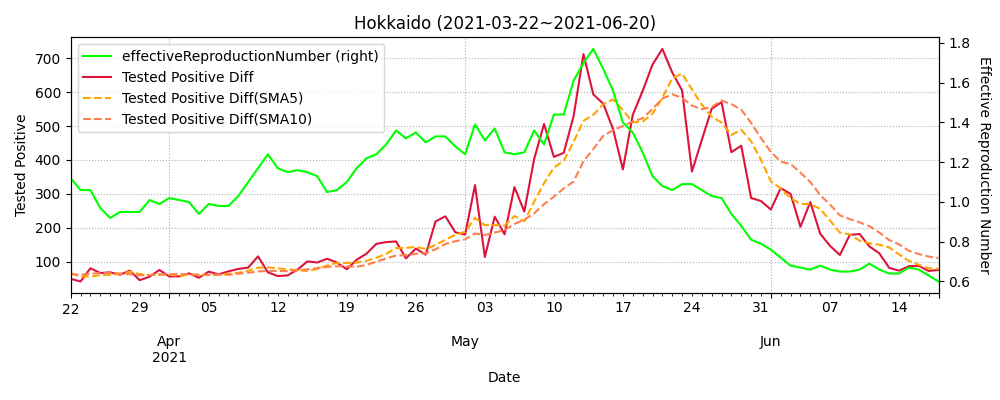 Hokkaido (2021-03-22~2021-06-20)
effectiveReproductionNumber (right)
Tested Positive Diff
Tested Positive Diff(SMA5)
Tested Positive Diff(SMA10)
Tested Positive
700
600
500
400
300
200
100
1.8
1.6
1.4
1.2
1.0
0.8
0.6
Effective Reproduction Number
22 29 05 12 19 26 03 10 17 24 31 07 14
Apr May Jun
2021
Date